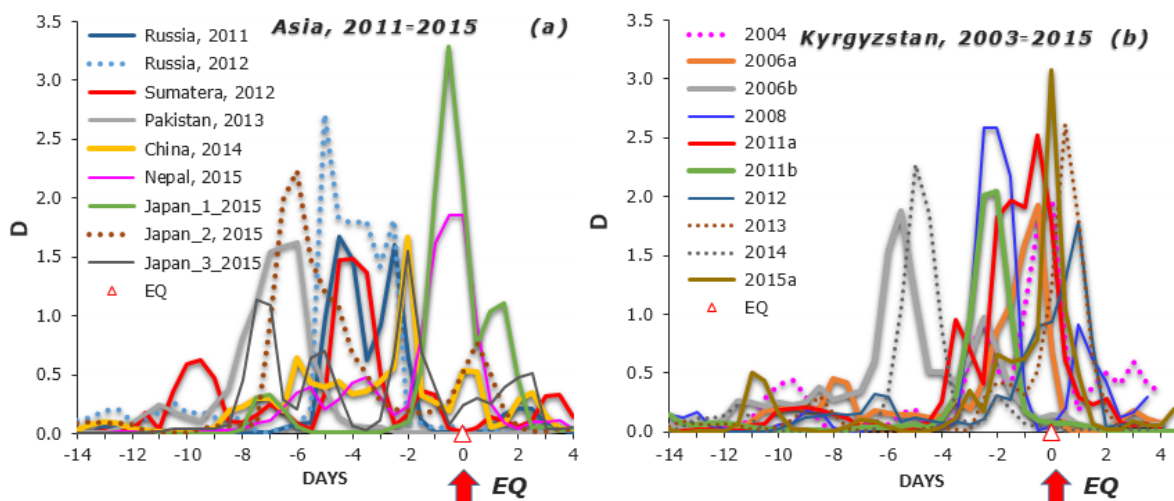 Asia, 2011-2015 (a)
D
3.5
3.0
2.5
2.0
1.5
1.0
0.5
0.0
Russia, 2011
Russia, 2012
Sumatera, 2012
Pakistan, 2013
China, 2014
Nepal, 2015
Japan_1_2015
Japan_2, 2015
Japan_3_2015
EQ
-14 -12 -10 -8 -6 -4 -2 0 2 4
DAYS
EQ
Kyrgyzstan, 2003-2015 (b)
D
3.5
3.0
2.5
2.0
1.5
1.0
0.5
0.0
2004
2006a
2006b
2008
2011a
2011b
2012
2013
2014
2015a
EQ
-14 -12 -10 -8 -6 -4 -2 0 2 4
DAYS
EQ